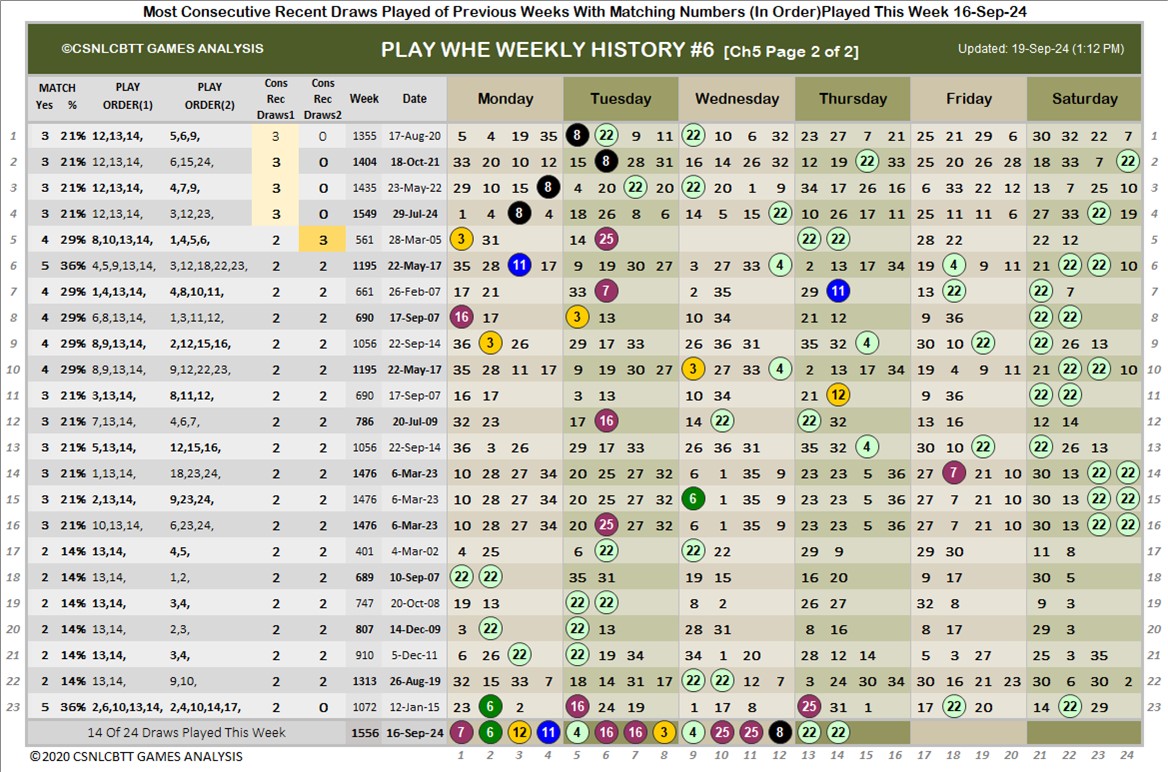 Most Consecutive Recent Draws Played of Previous Weeks With Matching Numbers (In Order)Played This Week 16-Sep-24
©CSNLCBTT GAMES ANALYSIS PLAY WHE WEEKLY HISTORY #6 [Ch5 Page 2 of 2] Updated: 19-Sep-24 (1:12 PM)
MATCH PLAY PLAY Cons Cons Week Date Monday Tuesday Wednesday Thursday Friday Saturday
Yes % ORDER(1) ORDER(2) Rec Rec
Draws1 Draws2
1 3 21% 12,13,14, 5,6,9, 3 0 1355 17-Aug-20 5 4 19 35 8 22 9 11 22 10 6 32 23 27 7 21 25 21 29 6 30 32 22 7 1
2 3 21% 12,13,14, 6,15,24, 3 0 1404 18-Oct-21 33 20 10 12 15 8 28 31 16 14 26 32 12 19 22 33 25 20 26 28 18 33 7 22 2
3 3 21% 12,13,14, 4,7,9, 3 0 1435 23-May-22 29 10 15 8 4 20 22 20 22 20 1 9 34 17 26 16 6 33 22 12 13 7 25 10 3
4 3 21% 12,13,14, 3,12,23, 3 0 1549 29-Jul-24 1 4 8 4 18 26 8 6 14 5 15 22 10 26 17 11 25 11 11 6 27 33 22 19 4
5 4 29% 8,10,13,14, 1,4,5,6, 2 3 561 28-Mar-05 3 31 14 25 22 22 28 22 22 12 5
6 5 36% 4,5,9,13,14, 3,12,18,22,23, 2 2 1195 22-May-17 35 28 11 17 9 19 30 27 3 27 33 4 2 13 17 34 19 4 9 11 21 22 22 10 6
7 4 29% 1,4,13,14, 4,8,10,11, 2 2 661 26-Feb-07 17 21 33 7 2 35 29 11 13 22 22 7 7
8 4 29% 6,8,13,14, 1,3,11,12, 2 2 690 17-Sep-07 16 17 3 13 10 34 21 12 9 36 22 22 8
9 4 29% 8,9,13,14, 2,12,15,16, 2 2 1056 22-Sep-14 36 3 26 29 17 33 26 36 31 35 32 4 30 10 22 22 26 13 9
10 4 29% 8,9,13,14, 9,12,22,23, 2 2 1195 22-May-17 35 28 11 17 9 19 30 27 3 27 33 4 2 13 17 34 19 4 9 11 21 22 22 10 10
11 3 21% 3,13,14, 8,11,12, 2 2 690 17-Sep-07 16 17 3 13 10 34 21 12 9 36 22 22 11
12 3 21% 7,13,14, 4,6,7, 2 2 786 20-Jul-09 32 23 17 16 14 22 22 32 13 16 12 14 12
13 3 21% 5,13,14, 12,15,16, 2 2 1056 22-Sep-14 36 3 26 29 17 33 26 36 31 35 32 4 30 10 22 22 26 13 13
14 3 21% 1,13,14, 18,23,24, 2 2 1476 6-Mar-23 10 28 27 34 20 25 27 32 6 1 35 9 23 23 5 36 27 7 21 10 30 13 22 22 14
15 3 21% 2,13,14, 9,23,24, 2 2 1476 6-Mar-23 10 28 27 34 20 25 27 32 6 1 35 9 23 23 5 36 27 7 21 10 30 13 22 22 15
16 3 21% 10,13,14, 6,23,24, 2 2 1476 6-Mar-23 10 28 27 34 20 25 27 32 6 1 35 9 23 23 5 36 27 7 21 10 30 13 22 22 16
17 2 14% 13,14, 4,5, 2 2 401 4-Mar-02 4 25 6 22 22 22 29 9 29 30 11 8 17
18 2 14% 13,14, 1,2, 2 2 689 10-Sep-07 22 22 35 31 19 15 16 20 9 17 30 5 18
19 2 14% 13,14, 3,4, 2 2 747 20-Oct-08 19 13 22 22 8 2 26 27 32 8 9 3 19
20 2 14% 13,14, 2,3, 2 2 807 14-Dec-09 3 22 22 13 28 31 8 16 8 17 29 3 20
21 2 14% 13,14, 3,4, 2 2 910 5-Dec-11 6 26 22 22 19 34 34 1 20 28 12 14 5 3 27 25 3 35 21
22 2 14% 13,14, 9,10, 2 2 1313 26-Aug-19 32 15 33 7 18 14 31 17 22 22 12 7 3 24 30 34 30 16 21 23 30 6 30 2 22
23 5 36% 2,6,10,13,14, 2,4,10,14,17, 2 0 1072 12-Jan-15 23 6 16 24 19 1 17 8 25 31 1 17 22 20 14 22 29 23
14 Of 24 Draws Played This Week 1556 16-Sep-24 7 6 12 11 4 16 16 3 4 25 25 8 22 22
©2020 CSNLCBTT GAMES ANALYSIS 1 2 3 4 5 6 7 8 9 10 11 12 13 14 15 16 17 18 19 20 21 22 23 24